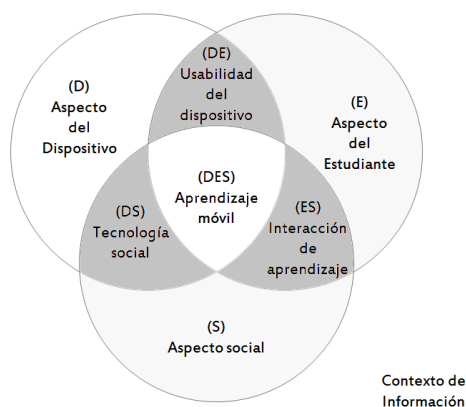 (DE)
Usabilidad
del
dispositivo
(D)
Aspecto
del
Dispositivo
(E)
Aspecto
del
Estudiante
(DES)
Aprendizaje
móvil
(DS)
Tecnología
social
(ES)
Interacción
de
aprendizaje
(S)
Aspecto social
Contexto de
Información